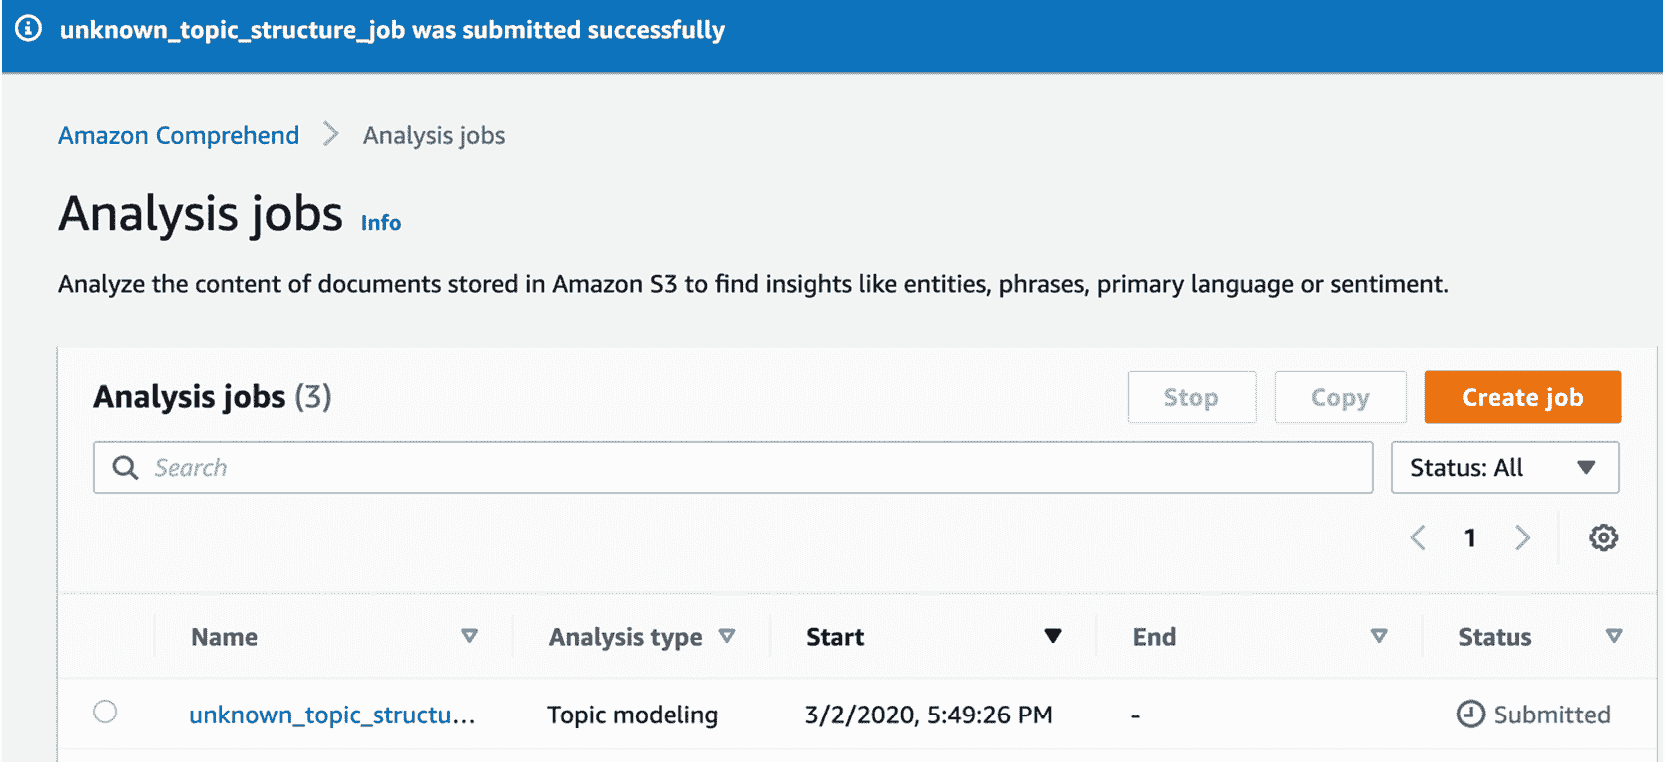 unknown_topic_structure_job was submitted successfully
Amazon Comprehend Analysis jobs
Analysis jobs Info
Analyze the content of documents stored in Amazon S3 to find insights like entities, phrases, primary language or sentiment.
Analysis jobs (3) Stop Copy Create job
Search Status: All
1
Name Analysis type Start End Status
unknown_topic_structu... Topic modeling 3/2/2020, 5:49:26 PM - Submitted